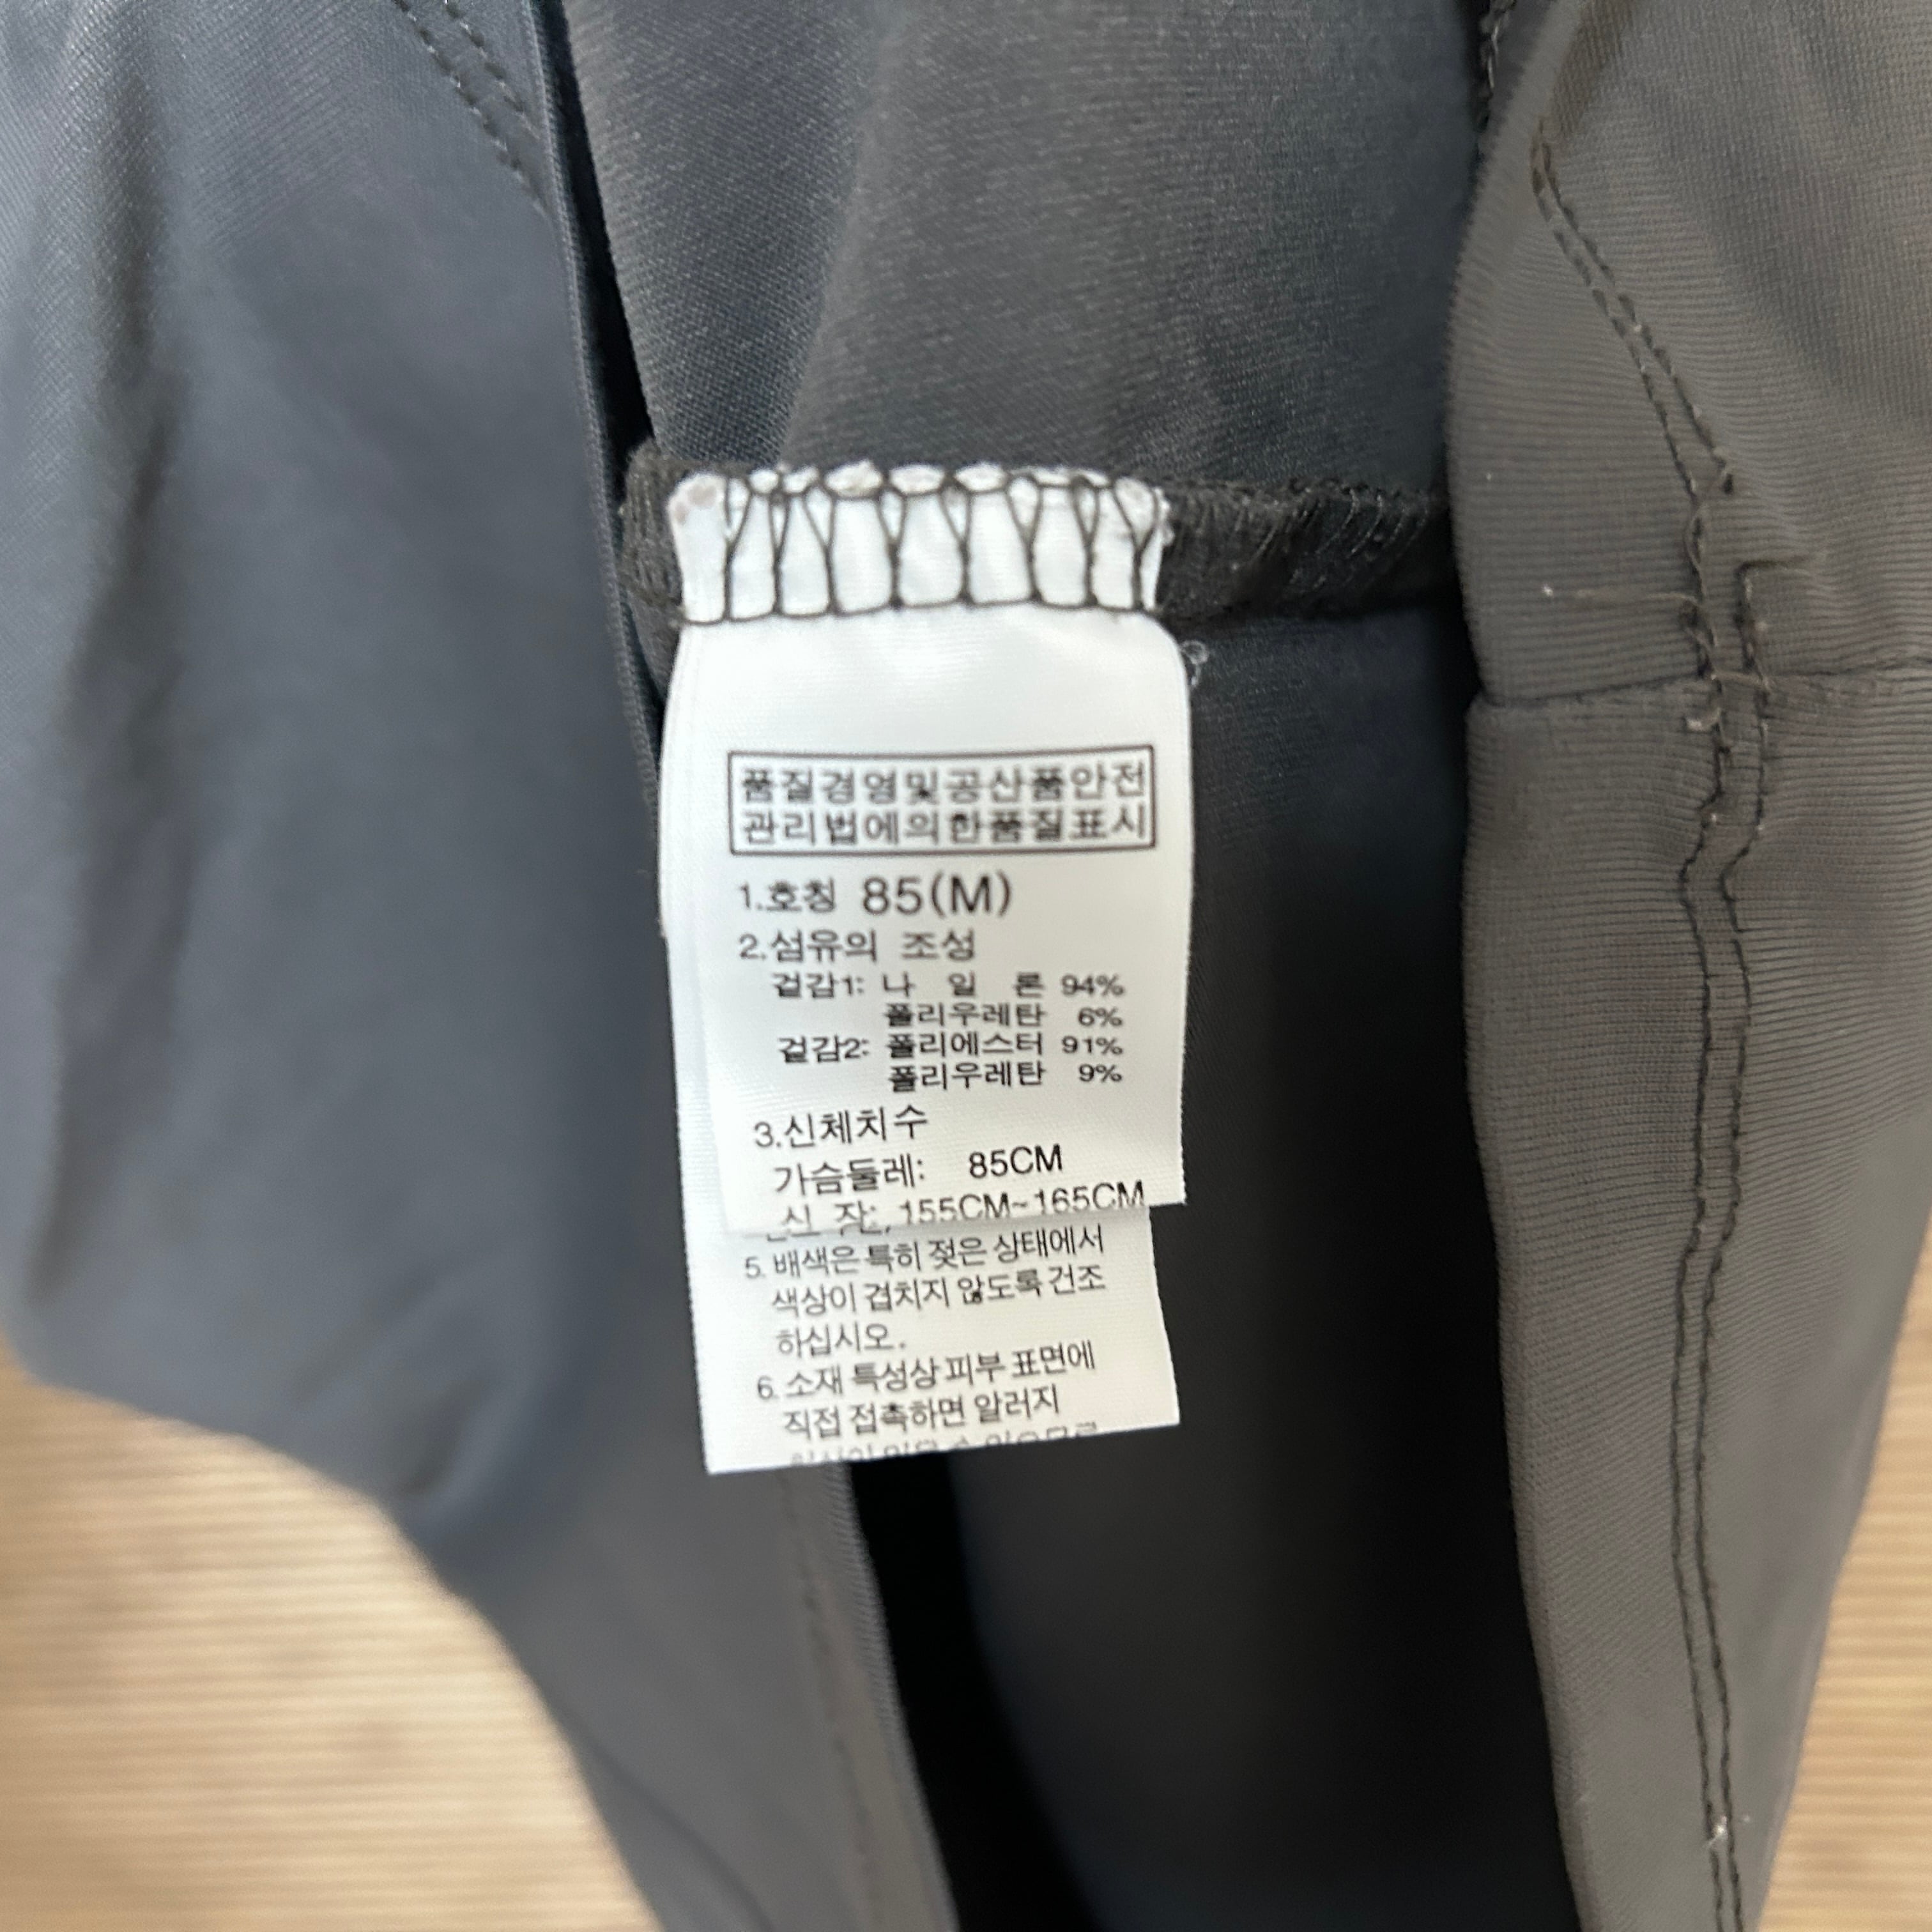 품질경영및공산품안전
관리법에의한품질표시
1.호칭 85(M)
2.섬유의 조성
겉감1: 나 일 론 94%
폴리우레탄 6%
겉감2: 폴리에스터 91%
폴리우레탄 9%
3.신체치수
가슴둘레: 85CM
신 장: 155CM~165CM
5. 배색은 특히 젖은 상태에서
색상이 겹치지 않도록 건조
하십시오.
6. 소재 특성상 피부 표면에
직접 접촉하면 알러지